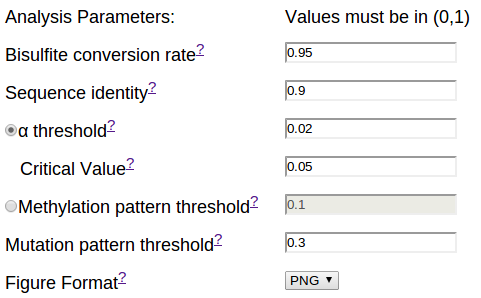 Analysis Parameters: Values must be in (0,1)
Bisulfite conversion rate? 0.95
Sequence identity? 0.9
α threshold? 0.02
Critical Value? 0.05
Methylation pattern threshold? 0.1
Mutation pattern threshold? 0.3
Figure Format? PNG